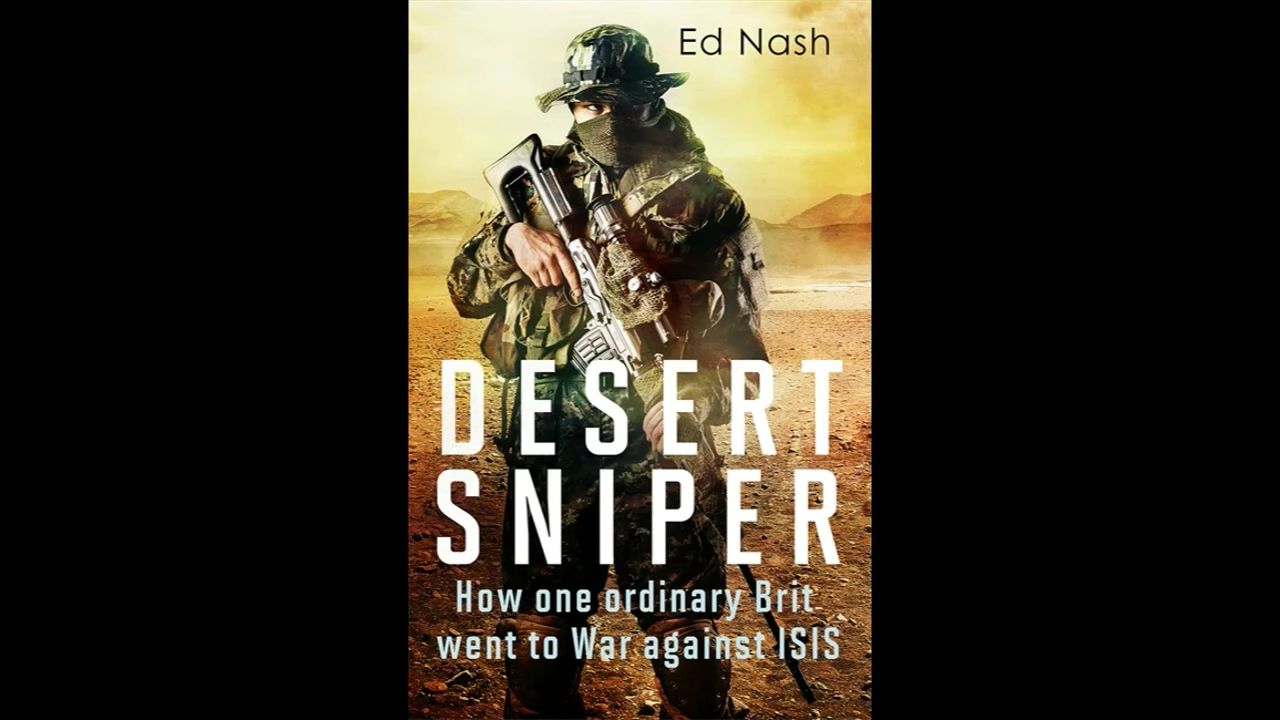 Ed Nash
DESERT
SNIPER
How one ordinary Brit
went to War against ISIS